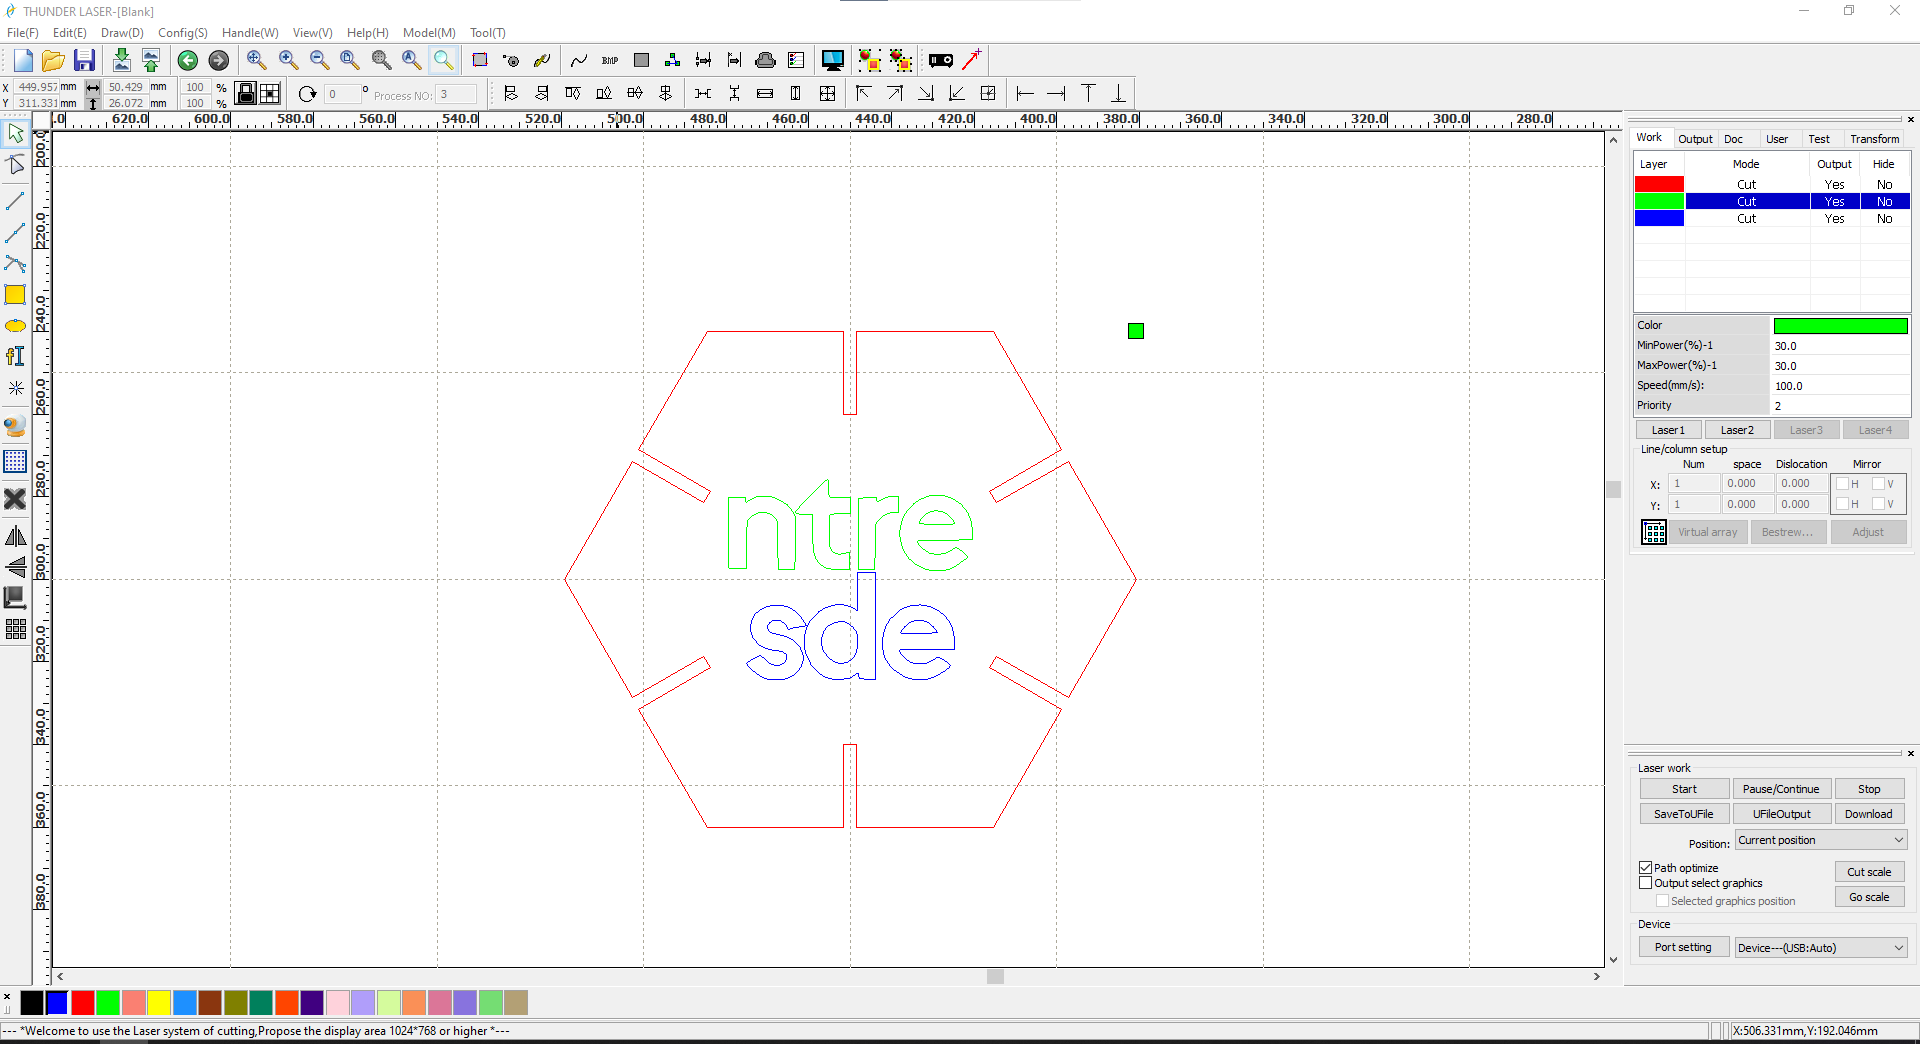 THUNDER LASER-[Blank]
File(F) Edit(E) Draw(D) Config(S) Handle(W) View(V) Help(H) Model(M) Tool(T)
BMP
X 449.957 mm 50.429 mm 100 %
Y 311.331 mm 26.072 mm 100 %
0 ° Process NO: 3
.0 620.0 600.0 580.0 560.0 540.0 520.0 500.0 480.0 460.0 440.0 420.0 400.0 380.0 360.0 340.0 320.0 300.0 280.0
200.0
220.0
240.0
260.0
280.0
300.0
320.0
340.0
360.0
380.0
ntre
sde
Work Output Doc User Test Transform
Layer Mode Output Hide
Cut Yes No
Cut Yes No
Cut Yes No
Color
MinPower(%)-1 30.0
MaxPower(%)-1 30.0
Speed(mm/s): 100.0
Priority 2
Laser1 Laser2 Laser3 Laser4
Line/column setup
Num space Dislocation Mirror
X: 1 0.000 0.000 H V
Y: 1 0.000 0.000 H V
Virtual array Bestrew... Adjust
Laser work
Start Pause/Continue Stop
SaveToUFile UFileOutput Download
Position: Current position
Path optimize
Output select graphics
Selected graphics position
Cut scale
Go scale
Device
Port setting Device---(USB:Auto)
--- *Welcome to use the Laser system of cutting,Propose the display area 1024*768 or higher *---
X:506.331mm,Y:192.046mm